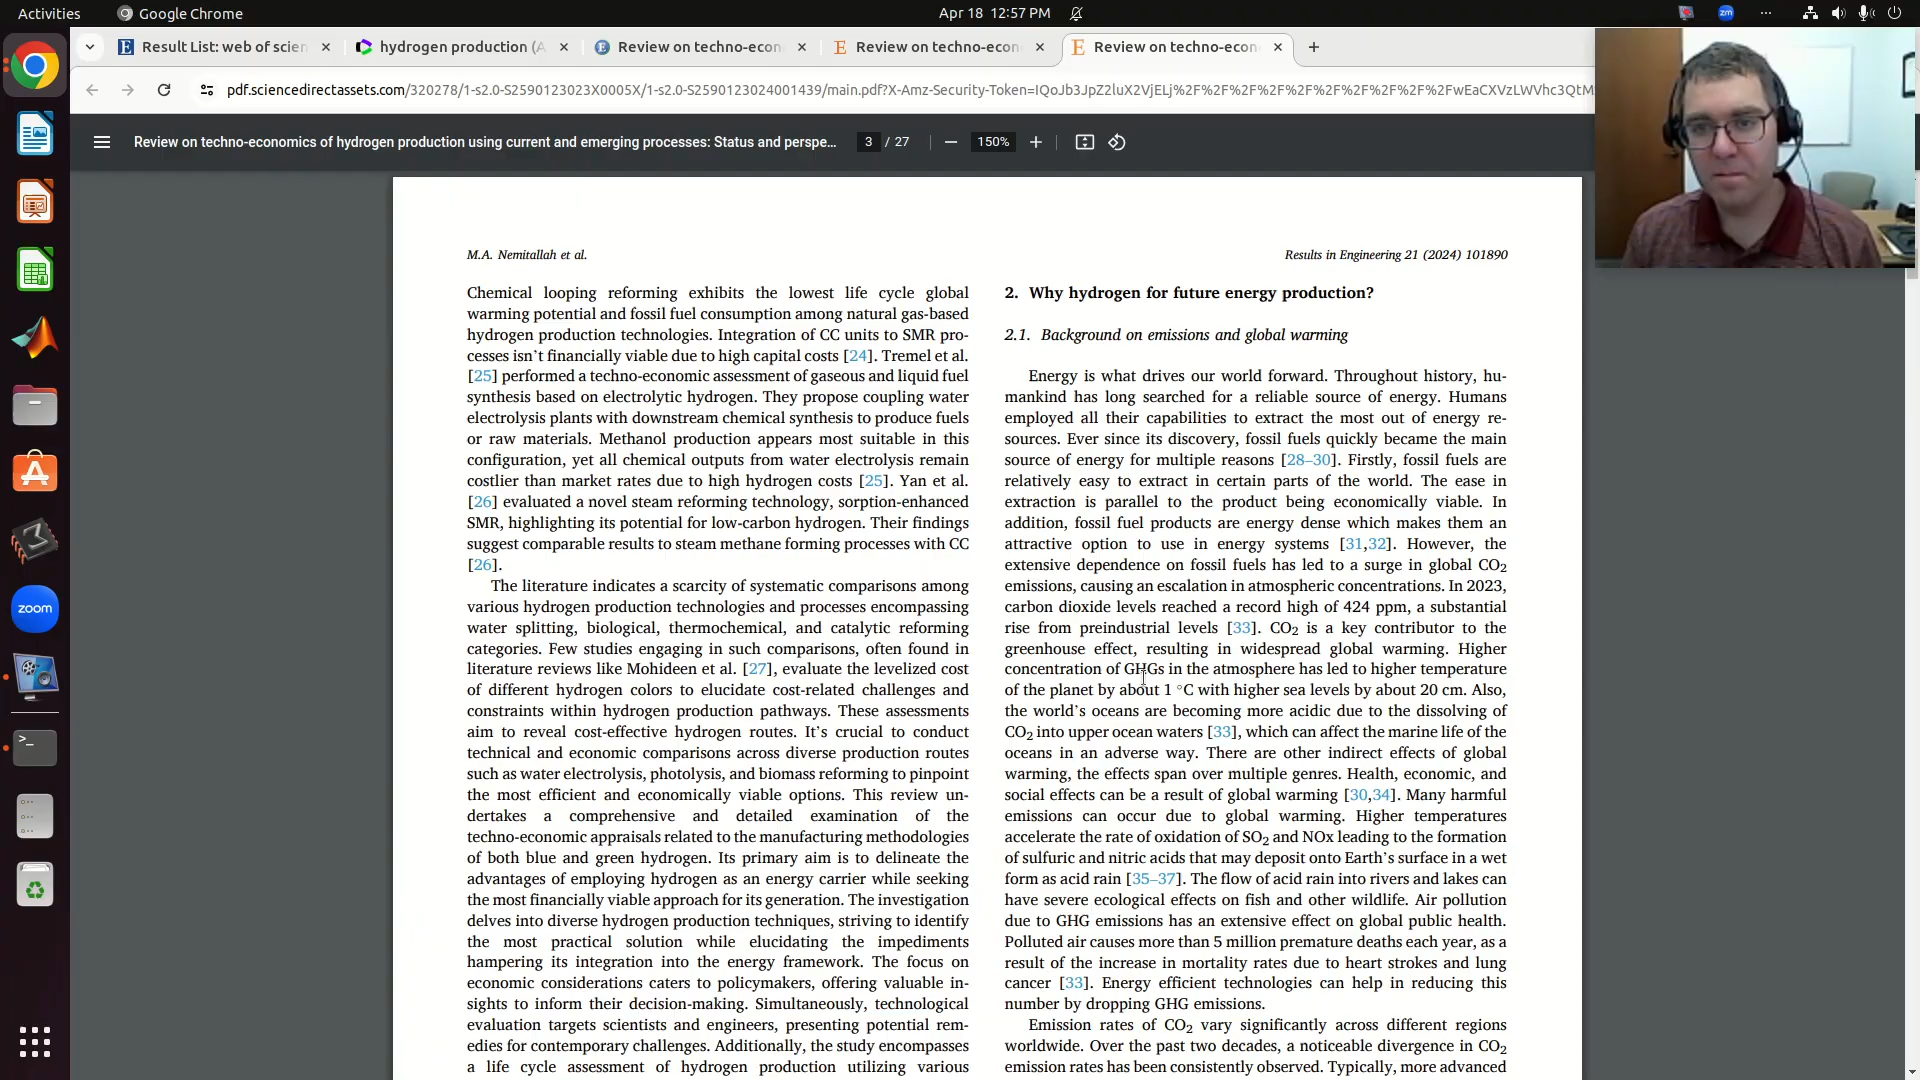 Activities
Google Chrome
Apr 18 12:57 PM
zm
Result List: web of scien
hydrogen production (A
Review on techno-econ
Review on techno-econ
Review on techno-econ
pdf.sciencedirectassets.com/320278/1-s2.0-S2590123023X0005X/1-s2.0-S2590123024001439/main.pdf?X-Amz-Security-Token=IQoJb3JpZ2luX2VjELj%2F%2F%2F%2F%2F%2F%2F%2F%2F%2FwEaCXVzLWVhc3QtM
Review on techno-economics of hydrogen production using current and emerging processes: Status and perspe...
3 / 27
150%
M.A. Nemitallah et al.
Results in Engineering 21 (2024) 101890
Chemical looping reforming exhibits the lowest life cycle global
warming potential and fossil fuel consumption among natural gas-based
hydrogen production technologies. Integration of CC units to SMR pro-
cesses isn't financially viable due to high capital costs [24]. Tremel et al.
[25] performed a techno-economic assessment of gaseous and liquid fuel
synthesis based on electrolytic hydrogen. They propose coupling water
electrolysis plants with downstream chemical synthesis to produce fuels
or raw materials. Methanol production appears most suitable in this
configuration, yet all chemical outputs from water electrolysis remain
costlier than market rates due to high hydrogen costs [25]. Yan et al.
[26] evaluated a novel steam reforming technology, sorption-enhanced
SMR, highlighting its potential for low-carbon hydrogen. Their findings
suggest comparable results to steam methane forming processes with CC
[26].
The literature indicates a scarcity of systematic comparisons among
various hydrogen production technologies and processes encompassing
water splitting, biological, thermochemical, and catalytic reforming
categories. Few studies engaging in such comparisons, often found in
literature reviews like Mohideen et al. [27], evaluate the levelized cost
of different hydrogen colors to elucidate cost-related challenges and
constraints within hydrogen production pathways. These assessments
aim to reveal cost-effective hydrogen routes. It's crucial to conduct
technical and economic comparisons across diverse production routes
such as water electrolysis, photolysis, and biomass reforming to pinpoint
the most efficient and economically viable options. This review un-
dertakes a comprehensive and detailed examination of the
techno-economic appraisals related to the manufacturing methodologies
of both blue and green hydrogen. Its primary aim is to delineate the
advantages of employing hydrogen as an energy carrier while seeking
the most financially viable approach for its generation. The investigation
delves into diverse hydrogen production techniques, striving to identify
the most practical solution while elucidating the impediments
hampering its integration into the energy framework. The focus on
economic considerations caters to policymakers, offering valuable in-
sights to inform their decision-making. Simultaneously, technological
evaluation targets scientists and engineers, presenting potential rem-
edies for contemporary challenges. Additionally, the study encompasses
a life cycle assessment of hydrogen production utilizing various
2. Why hydrogen for future energy production?
2.1. Background on emissions and global warming
Energy is what drives our world forward. Throughout history, hu-
mankind has long searched for a reliable source of energy. Humans
employed all their capabilities to extract the most out of energy re-
sources. Ever since its discovery, fossil fuels quickly became the main
source of energy for multiple reasons [28–30]. Firstly, fossil fuels are
relatively easy to extract in certain parts of the world. The ease in
extraction is parallel to the product being economically viable. In
addition, fossil fuel products are energy dense which makes them an
attractive option to use in energy systems [31,32]. However, the
extensive dependence on fossil fuels has led to a surge in global CO2
emissions, causing an escalation in atmospheric concentrations. In 2023,
carbon dioxide levels reached a record high of 424 ppm, a substantial
rise from preindustrial levels [33]. CO2 is a key contributor to the
greenhouse effect, resulting in widespread global warming. Higher
concentration of GHGs in the atmosphere has led to higher temperature
of the planet by about 1 °C with higher sea levels by about 20 cm. Also,
the world's oceans are becoming more acidic due to the dissolving of
CO2 into upper ocean waters [33], which can affect the marine life of the
oceans in an adverse way. There are other indirect effects of global
warming, the effects span over multiple genres. Health, economic, and
social effects can be a result of global warming [30,34]. Many harmful
emissions can occur due to global warming. Higher temperatures
accelerate the rate of oxidation of SO2 and NOx leading to the formation
of sulfuric and nitric acids that may deposit onto Earth's surface in a wet
form as acid rain [35–37]. The flow of acid rain into rivers and lakes can
have severe ecological effects on fish and other wildlife. Air pollution
due to GHG emissions has an extensive effect on global public health.
Polluted air causes more than 5 million premature deaths each year, as a
result of the increase in mortality rates due to heart strokes and lung
cancer [33]. Energy efficient technologies can help in reducing this
number by dropping GHG emissions.
Emission rates of CO2 vary significantly across different regions
worldwide. Over the past two decades, a noticeable divergence in CO2
emission rates has been consistently observed. Typically, more advanced
zoom